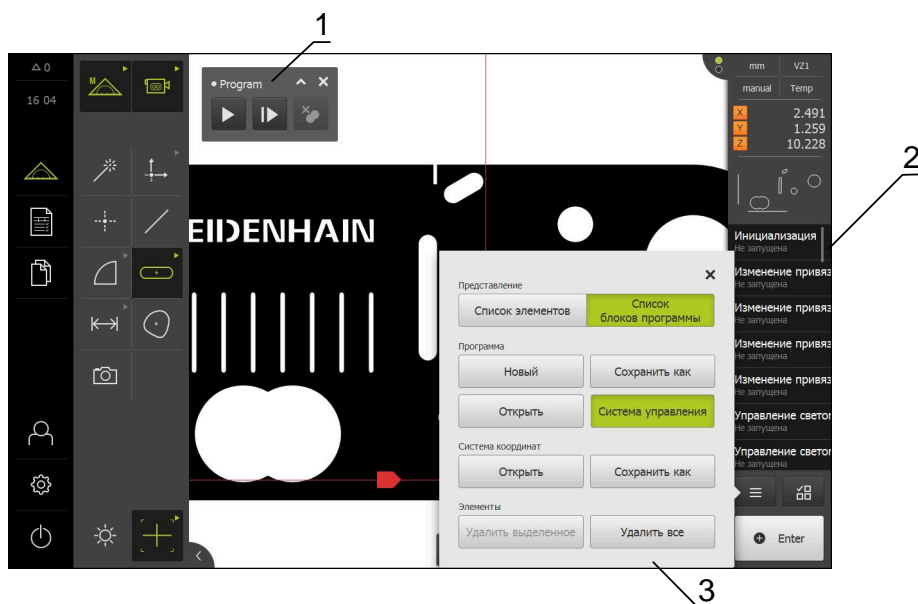 1
△ 0
16 04
M
Program
mm VZ1
manual Temp
X 2.491
Y 1.259
Z 10.228
2
EIDENHAIN
Инициализация
Не запущена
Изменение привяз
Не запущена
Изменение привяз
Не запущена
Изменение привяз
Не запущена
Изменение привяз
Не запущена
Управление светог
Не запущена
Управление светог
Не запущена
Представление
Список элементов
Список
блоков программы
Программа
Новый Сохранить как
Открыть Система управления
Система координат
Открыть Сохранить как
Элементы
Удалить выделенное Удалить все
Enter
3